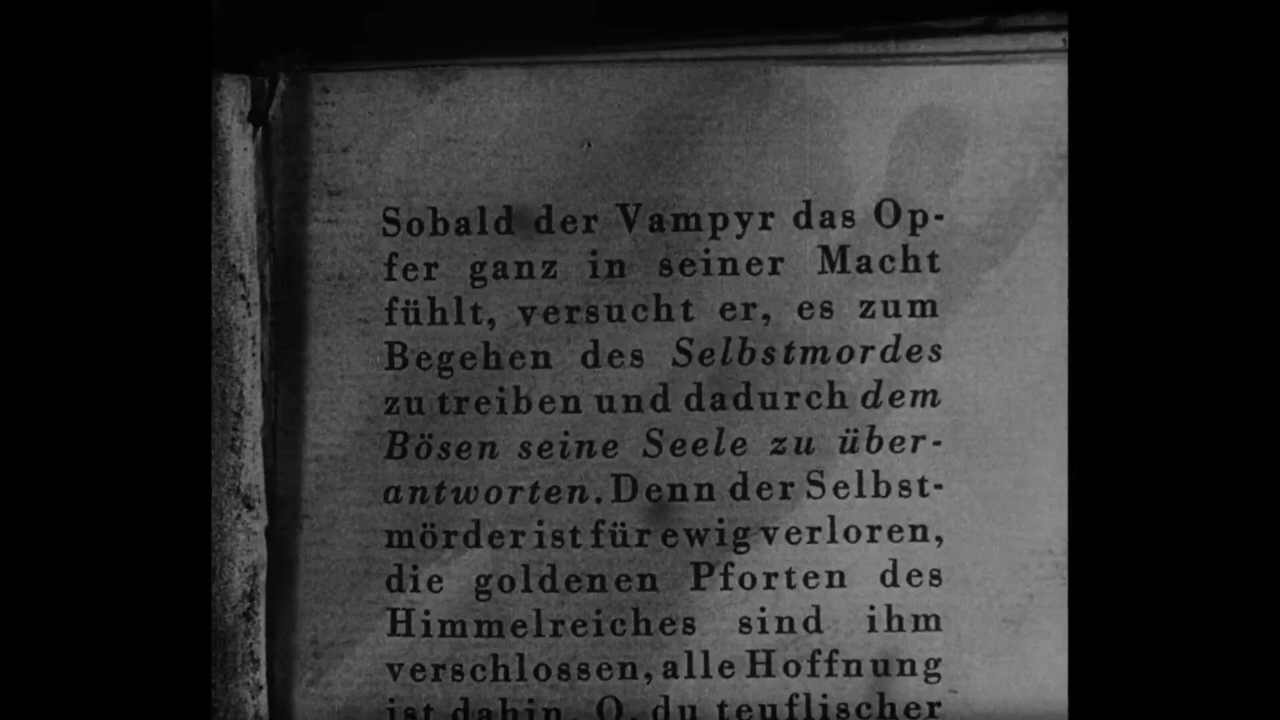 Sobald der Vampyr das Op-
fer ganz in seiner Macht
fühlt, versucht er, es zum
Begehen des Selbstmordes
zu treiben und dadurch dem
Bösen seine Seele zu über-
antworten. Denn der Selbst-
mörder ist für ewig verloren,
die goldenen Pforten des
Himmelreiches sind ihm
verschlossen, alle Hoffnung
ist dahin. O, du teuflischer